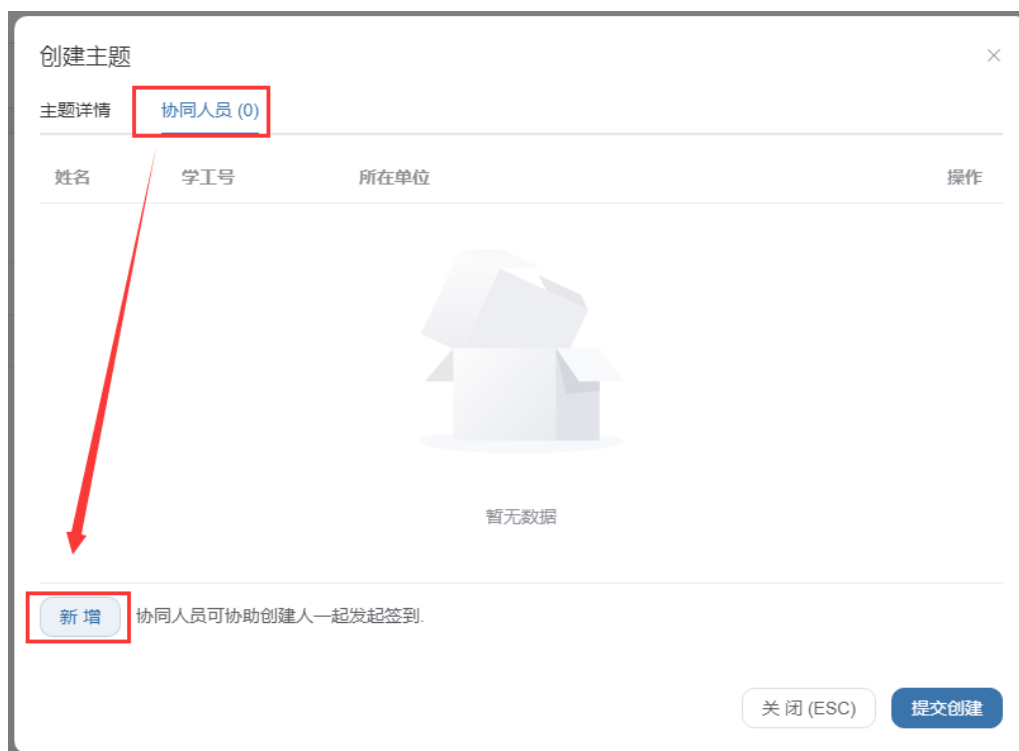 创建主题
主题详情 协同人员 (0)
姓名 学工号 所在单位 操作
暂无数据
新 增 协同人员可协助创建人一起发起签到.
关 闭 (ESC) 提交创建